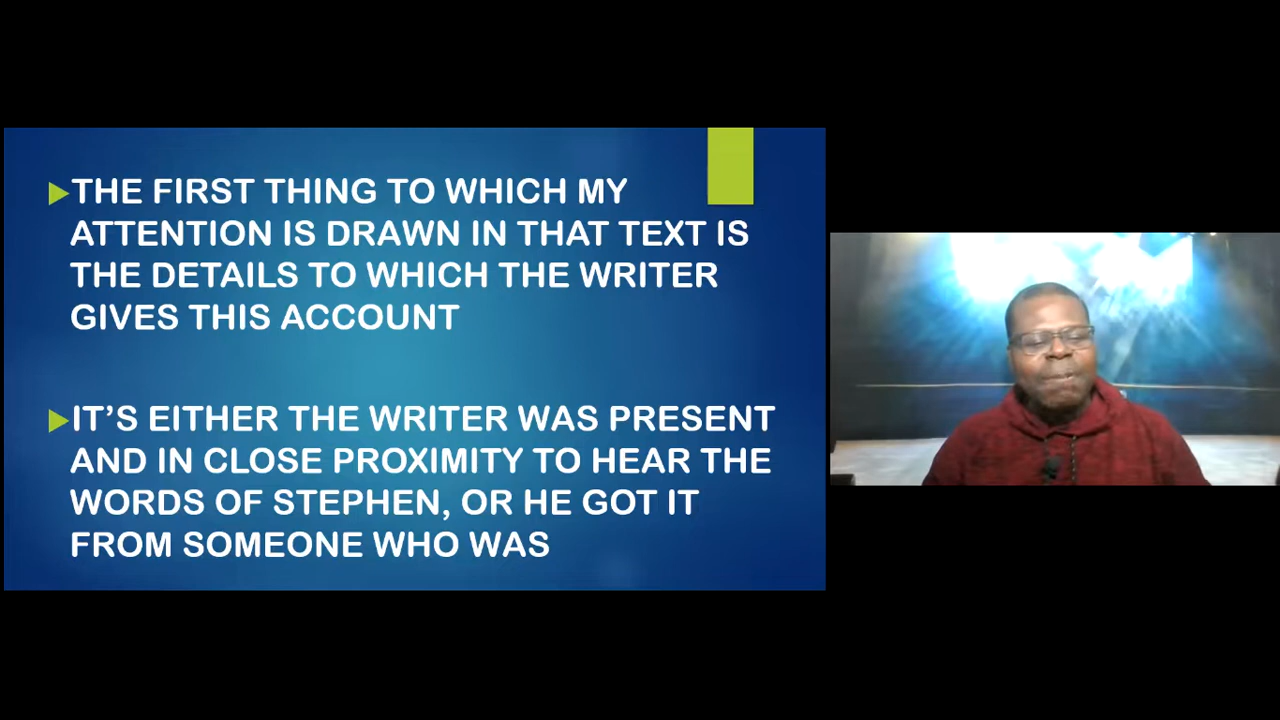 THE FIRST THING TO WHICH MY
ATTENTION IS DRAWN IN THAT TEXT IS
THE DETAILS TO WHICH THE WRITER
GIVES THIS ACCOUNT
IT’S EITHER THE WRITER WAS PRESENT
AND IN CLOSE PROXIMITY TO HEAR THE
WORDS OF STEPHEN, OR HE GOT IT
FROM SOMEONE WHO WAS